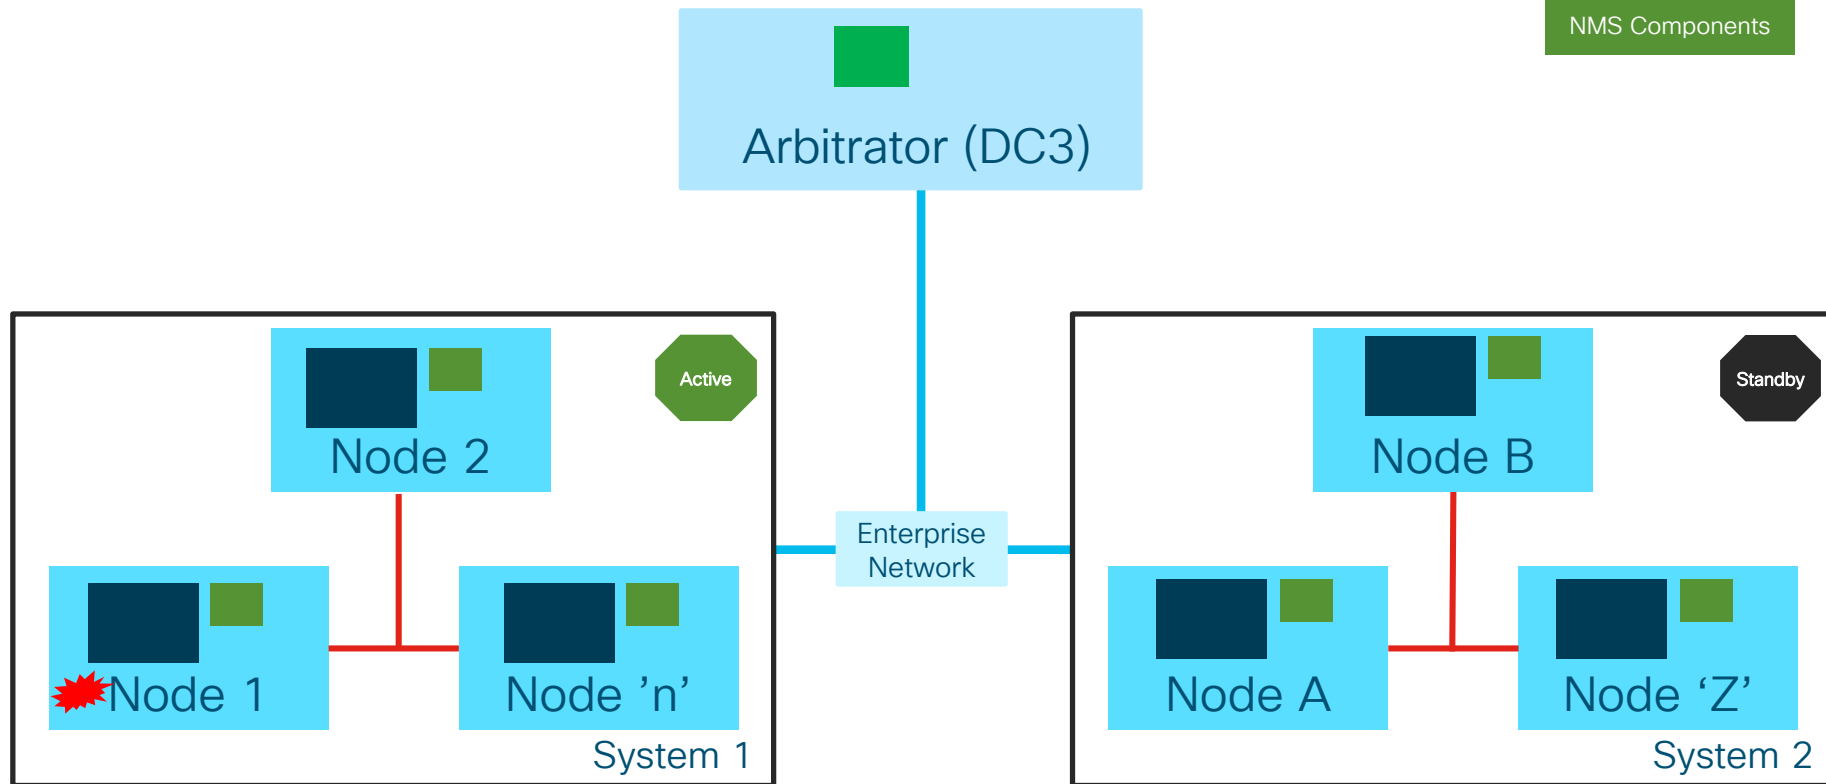 NMS Components
Arbitrator (DC3)
Active
Node 2
Standby
Node B
Enterprise
Network
Node 1
Node ’n’
System 1
Node A
Node ‘Z’
System 2